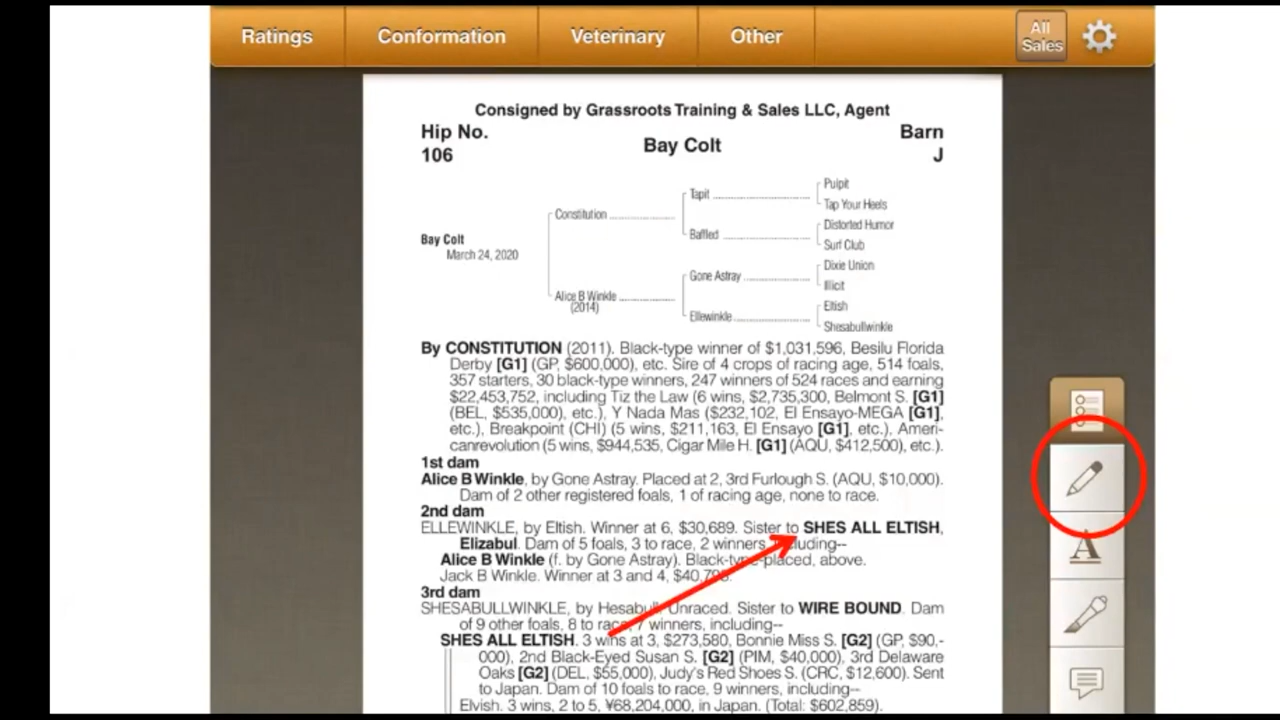 Ratings Conformation Veterinary Other All Sales
Consigned by Grassroots Training & Sales LLC, Agent
Hip No. Barn
106 Bay Colt J
Pulpit
Tapit
Tap Your Heels
Constitution
Distorted Humor
Baffled
Surf Club
Bay Colt
March 24, 2020
Dixie Union
Gone Astray
Illicit
Alice B Winkle
(2014)
Eltish
Ellewinkle
Shesabullwinkle
By CONSTITUTION (2011). Black-type winner of $1,031,596, Besilu Florida
Derby [G1] (GP, $600,000), etc. Sire of 4 crops of racing age, 514 foals,
357 starters, 30 black-type winners, 247 winners of 524 races and earning
$22,453,752, including Tiz the Law (6 wins, $2,735,300, Belmont S. [G1]
(BEL, $535,000), etc.), Y Nada Mas ($232,102, El Ensayo-MEGA [G1],
etc.), Breakpoint (CHI) (5 wins, $211,163, El Ensayo [G1], etc.), Ameri-
canrevolution (5 wins, $944,535, Cigar Mile H. [G1] (AQU, $412,500), etc.).
1st dam
Alice B Winkle, by Gone Astray. Placed at 2, 3rd Furlough S. (AQU, $10,000).
Dam of 2 other registered foals, 1 of racing age, none to race.
2nd dam
ELLEWINKLE, by Eltish. Winner at 6, $30,689. Sister to SHES ALL ELTISH,
Elizabul. Dam of 5 foals, 3 to race, 2 winners, including--
Alice B Winkle (f. by Gone Astray). Black-type-placed, above.
Jack B Winkle. Winner at 3 and 4,
3rd dam
SHESABULLWINKLE, by Hesabull. Unraced. Sister to WIRE BOUND. Dam
of 9 other foals, 8 to race, 7 winners, including--
SHES ALL ELTISH. 3 wins at 3, $273,580, Bonnie Miss S. [G2] (GP, $90,-
000), 2nd Black-Eyed Susan S. [G2] (PIM, $40,000), 3rd Delaware
Oaks [G2] (DEL, $55,000), Judy's Red Shoes S. (CRC, $12,600). Sent
to Japan. Dam of 10 foals to race, 9 winners, including--
Elvish. 3 wins, 2 to 5, ¥68,204,000, in Japan. (Total: $602,859).
A